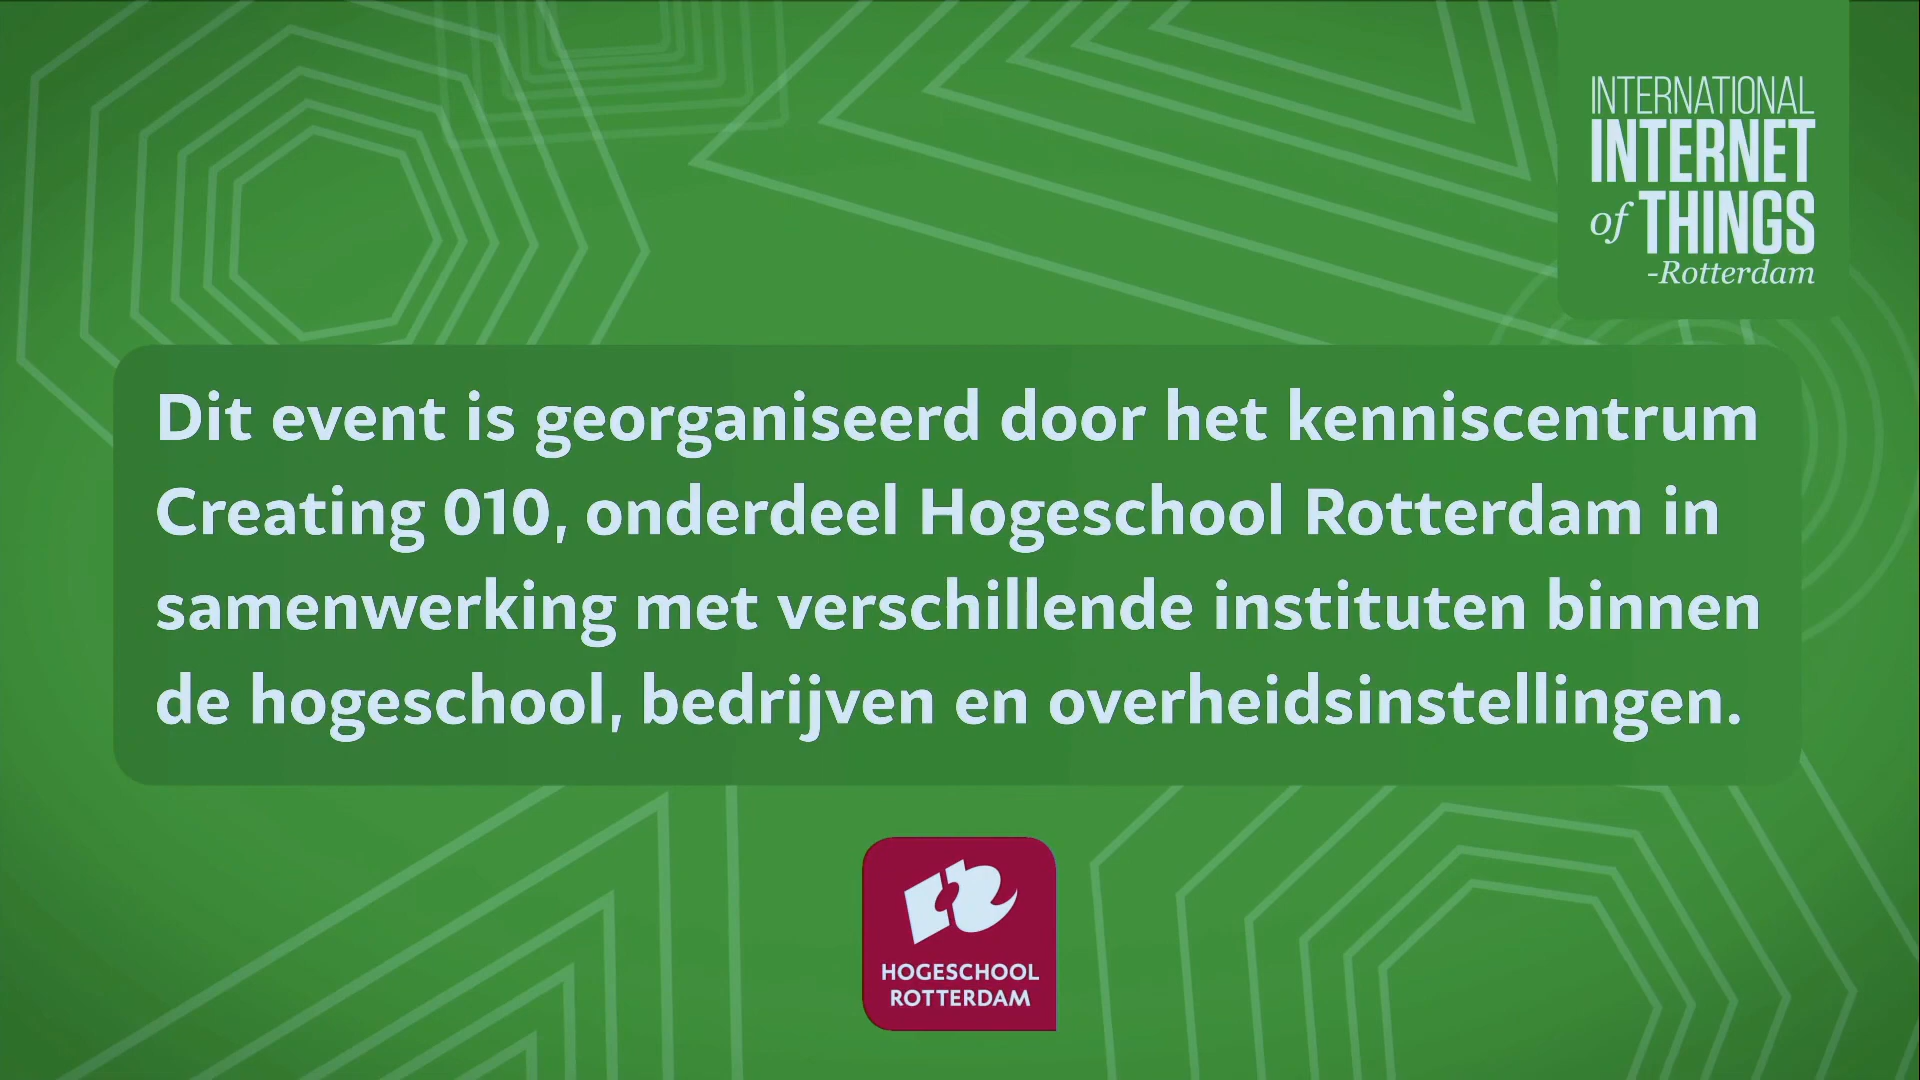 INTERNATIONAL
INTERNET
of THINGS
-Rotterdam
Dit event is georganiseerd door het kenniscentrum
Creating 010, onderdeel Hogeschool Rotterdam in
samenwerking met verschillende instituten binnen
de hogeschool, bedrijven en overheidsinstellingen.
HOGESCHOOL
ROTTERDAM